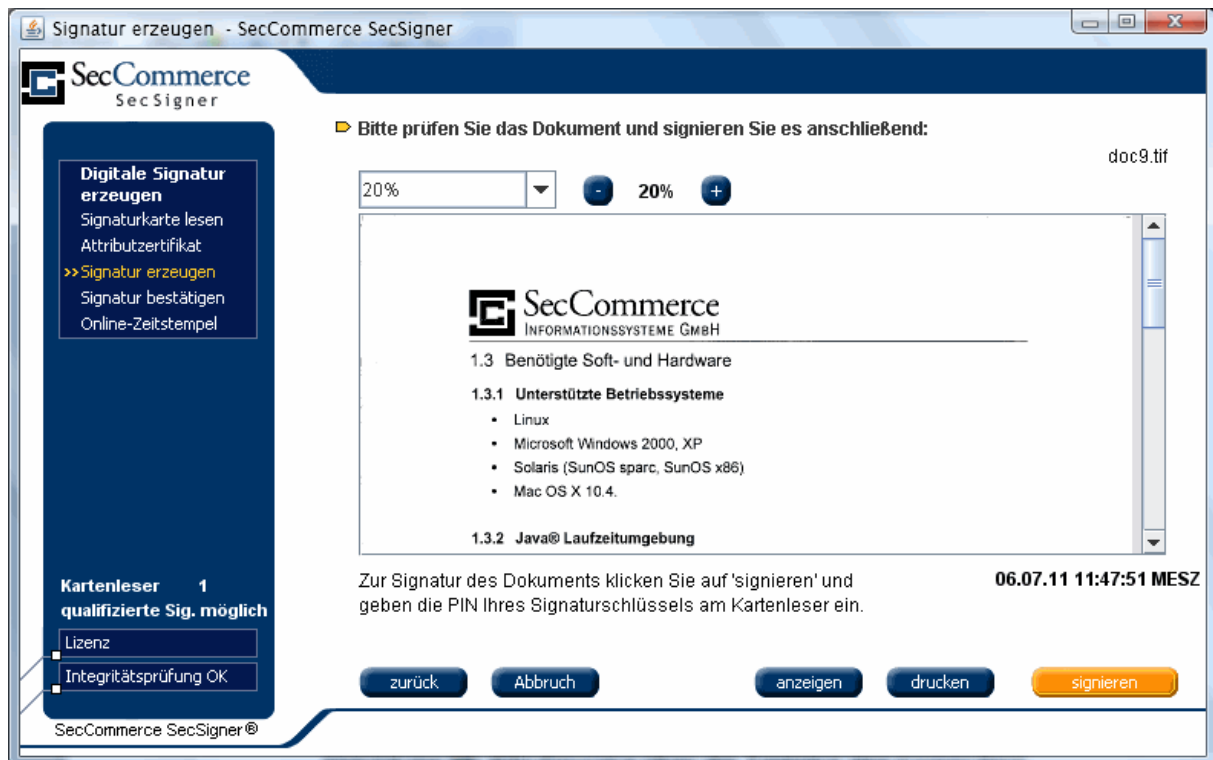 Signatur erzeugen - SecCommerce SecSigner
SecCommerce
SecSigner
Digitale Signatur
erzeugen
Signaturkarte lesen
Attributzertifikat
>>Signatur erzeugen
Signatur bestätigen
Online-Zeitstempel
Kartenleser 1
qualifizierte Sig. möglich
Lizenz
Integritätsprüfung OK
SecCommerce SecSigner®
Bitte prüfen Sie das Dokument und signieren Sie es anschließend:
doc9.tif
20% - 20% +
SecCommerce
INFORMATIONSSYSTEME GMBH
1.3 Benötigte Soft- und Hardware
1.3.1 Unterstützte Betriebssysteme
• Linux
• Microsoft Windows 2000, XP
• Solaris (SunOS sparc, SunOS x86)
• Mac OS X 10.4.
1.3.2 Java® Laufzeitumgebung
Zur Signatur des Dokuments klicken Sie auf 'signieren' und
geben die PIN Ihres Signaturschlüssels am Kartenleser ein.
06.07.11 11:47:51 MESZ
zurück Abbruch anzeigen drucken signieren